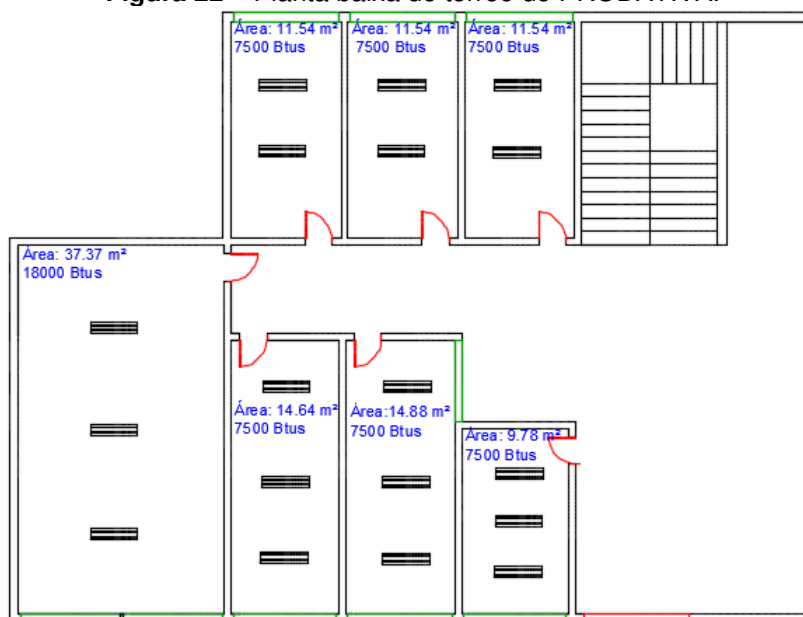 Área: 11.54 m²
7500 Btus
Área: 11.54 m²
7500 Btus
Área: 11.54 m²
7500 Btus
Área: 37.37 m²
18000 Btus
Área: 14.64 m²
7500 Btus
Área:14.88 m²
7500 Btus
Área: 9.78 m²
7500 Btus